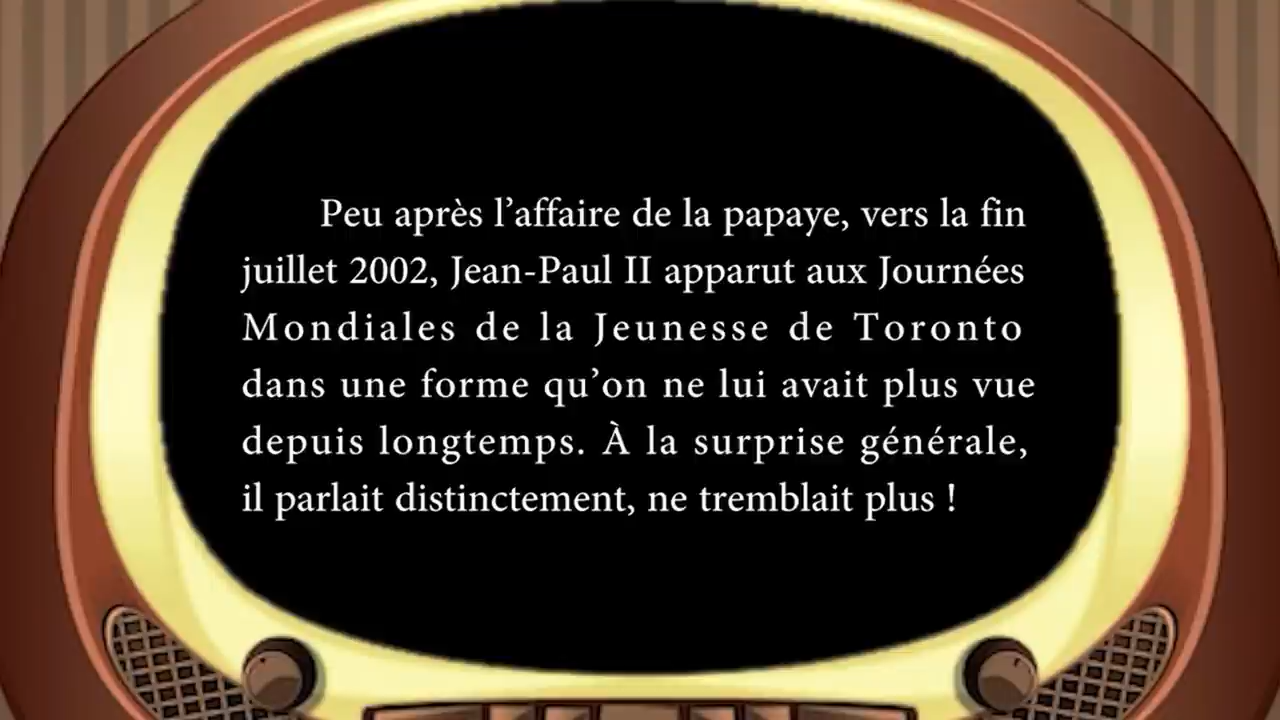 Peu après l’affaire de la papaye, vers la fin
juillet 2002, Jean-Paul II apparut aux Journées
Mondiales de la Jeunesse de Toronto
dans une forme qu’on ne lui avait plus vue
depuis longtemps. À la surprise générale,
il parlait distinctement, ne tremblait plus !